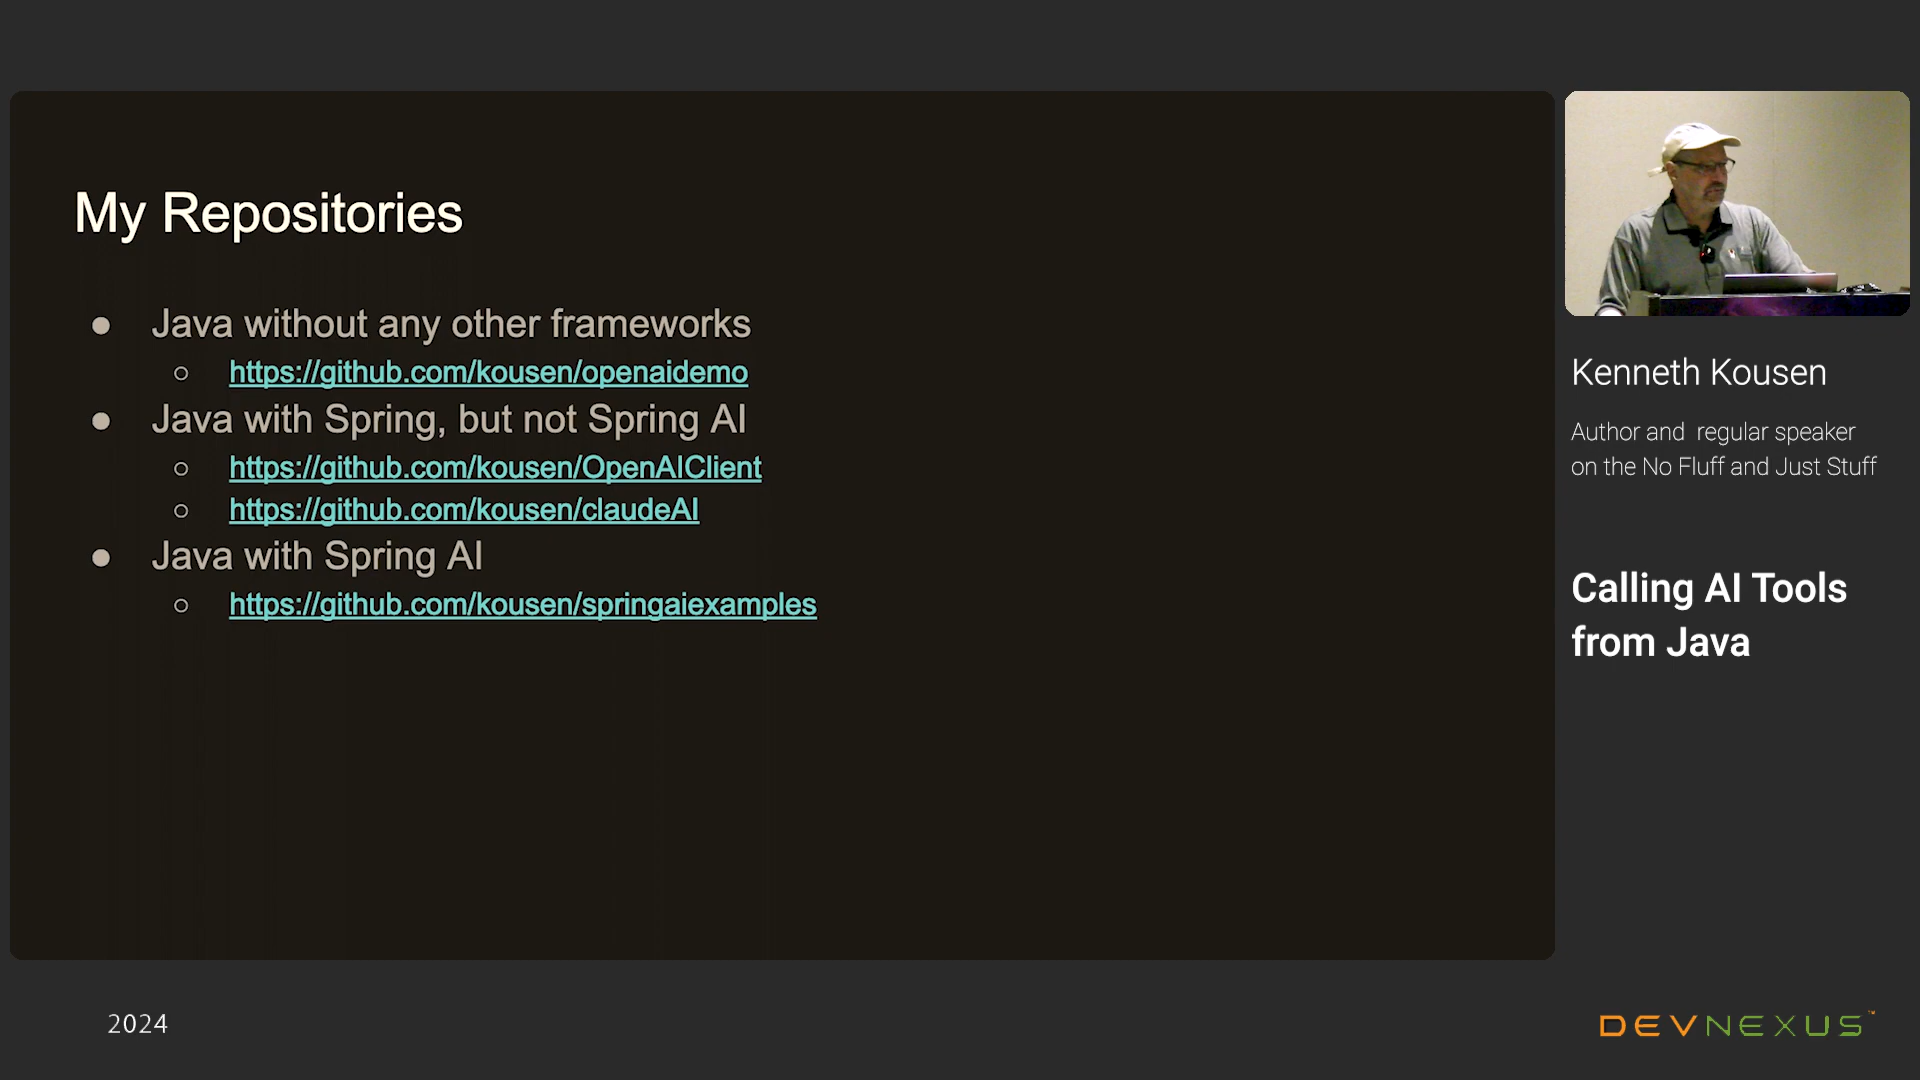 My Repositories
● Java without any other frameworks
○ https://github.com/kousen/openaidemo
● Java with Spring, but not Spring AI
○ https://github.com/kousen/OpenAIClient
○ https://github.com/kousen/claudeAI
● Java with Spring AI
○ https://github.com/kousen/springaiexamples
Kenneth Kousen
Author and regular speaker
on the No Fluff and Just Stuff
Calling AI Tools
from Java
2024
DEVNEXUS™